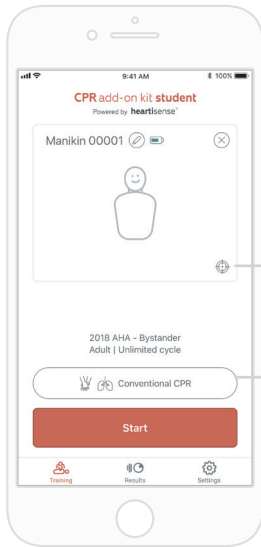 9:41 AM
100%
CPR add-on kit student
Powered by heartisense
Manikin 00001
2018 AHA - Bystander
Adult | Unlimited cycle
Conventional CPR
Start
Training
Results
Settings